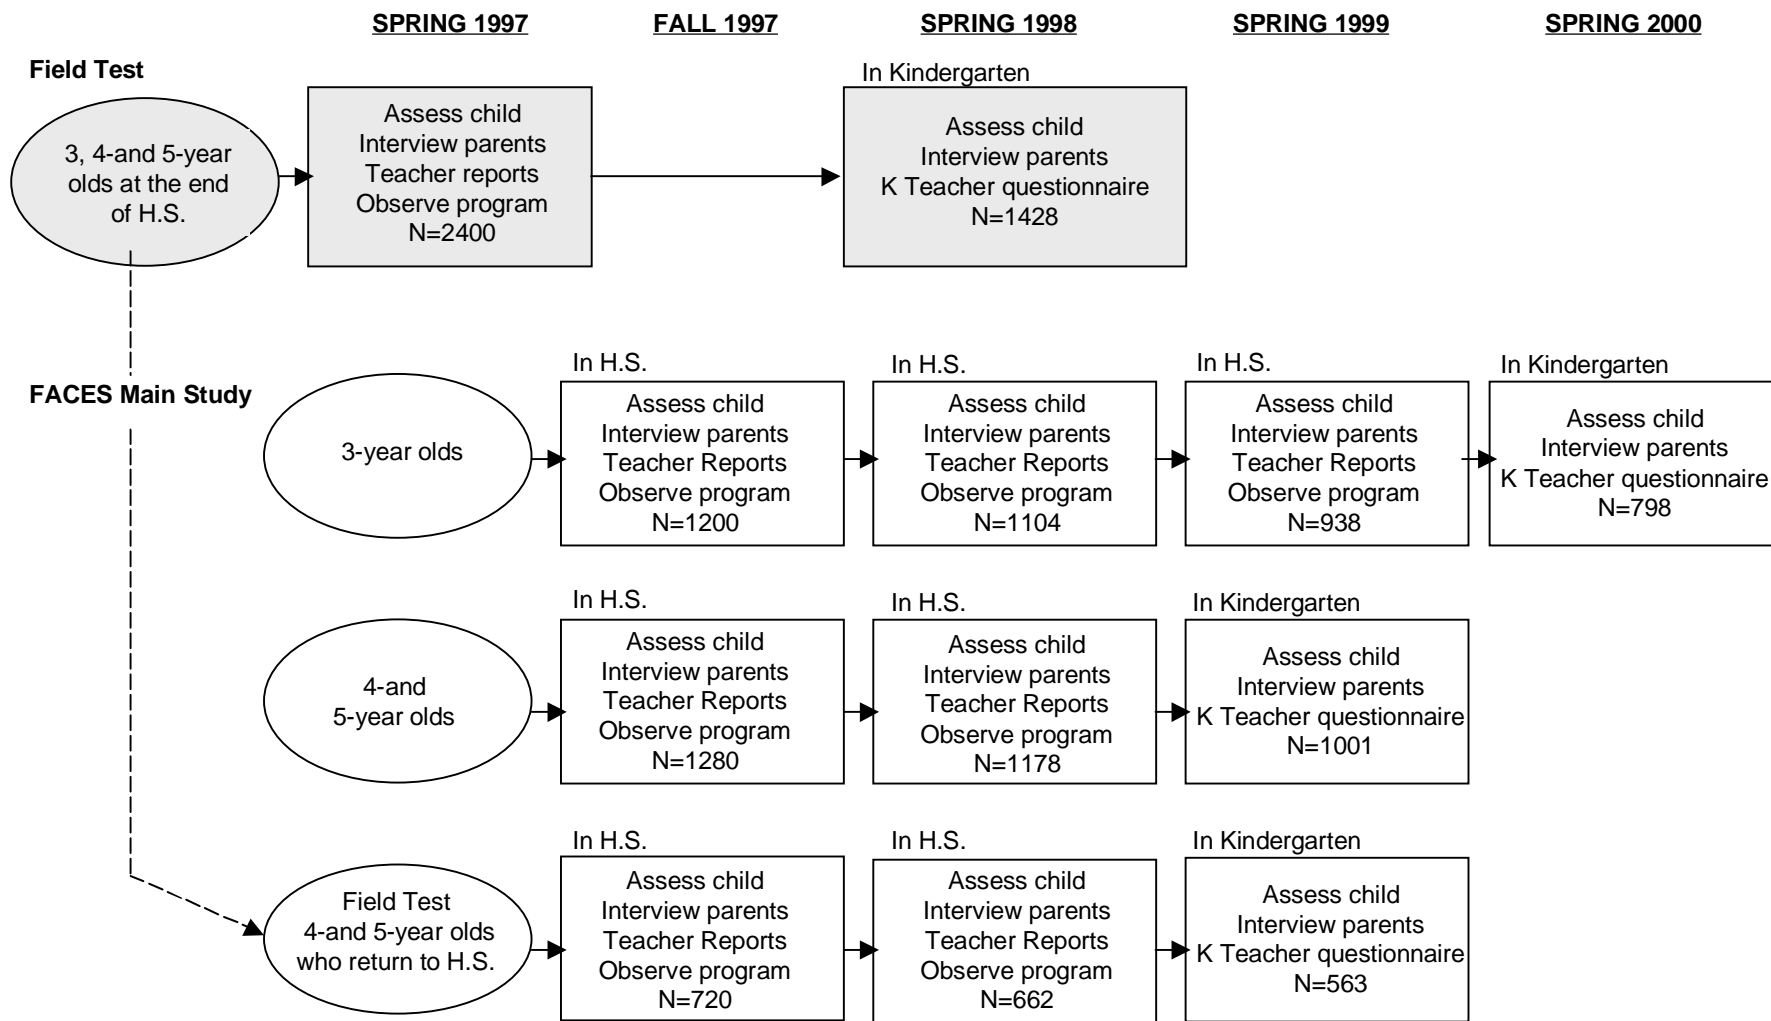 SPRING 1997
FALL 1997
SPRING 1998
SPRING 1999
SPRING 2000
Field Test
3, 4-and 5-year
olds at the end
of H.S.
Assess child
Interview parents
Teacher reports
Observe program
N=2400
In Kindergarten
Assess child
Interview parents
K Teacher questionnaire
N=1428
FACES Main Study
3-year olds
In H.S.
Assess child
Interview parents
Teacher Reports
Observe program
N=1200
In H.S.
Assess child
Interview parents
Teacher Reports
Observe program
N=1104
In H.S.
Assess child
Interview parents
Teacher Reports
Observe program
N=938
In Kindergarten
Assess child
Interview parents
K Teacher questionnaire
N=798
4-and
5-year olds
In H.S.
Assess child
Interview parents
Teacher Reports
Observe program
N=1280
In H.S.
Assess child
Interview parents
Teacher Reports
Observe program
N=1178
In Kindergarten
Assess child
Interview parents
K Teacher questionnaire
N=1001
Field Test
4-and 5-year olds
who return to H.S.
In H.S.
Assess child
Interview parents
Teacher Reports
Observe program
N=720
In H.S.
Assess child
Interview parents
Teacher Reports
Observe program
N=662
In Kindergarten
Assess child
Interview parents
K Teacher questionnaire
N=563